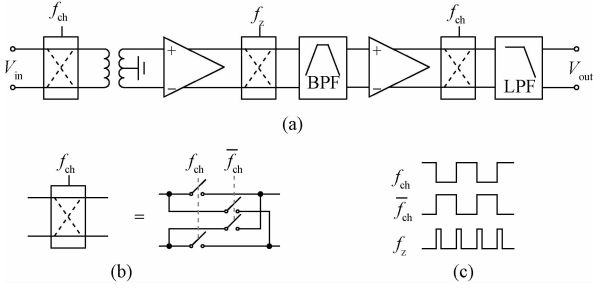 f_ch f_z f_ch
V_in + − BPF + − LPF V_out
(a)
f_ch f_ch f̅_ch
=
(b)
f_ch
f̅_ch
f_z
(c)